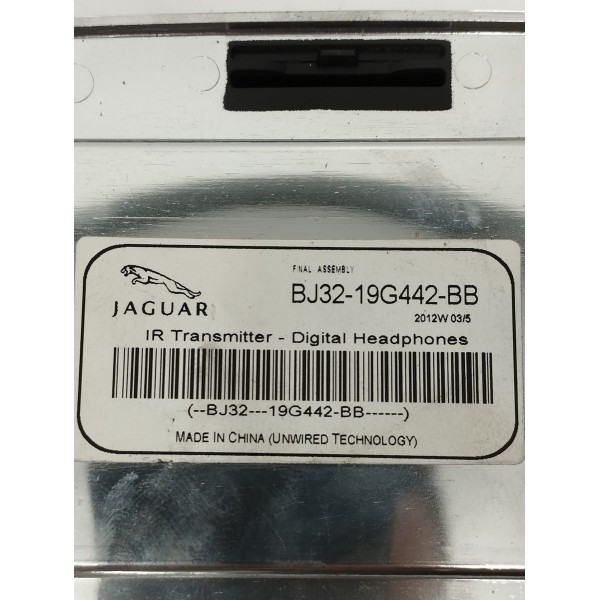 FINAL ASSEMBLY
JAGUAR
BJ32-19G442-BB
2012W 03/5
IR Transmitter - Digital Headphones
(--BJ32---19G442-BB------)
MADE IN CHINA (UNWIRED TECHNOLOGY)